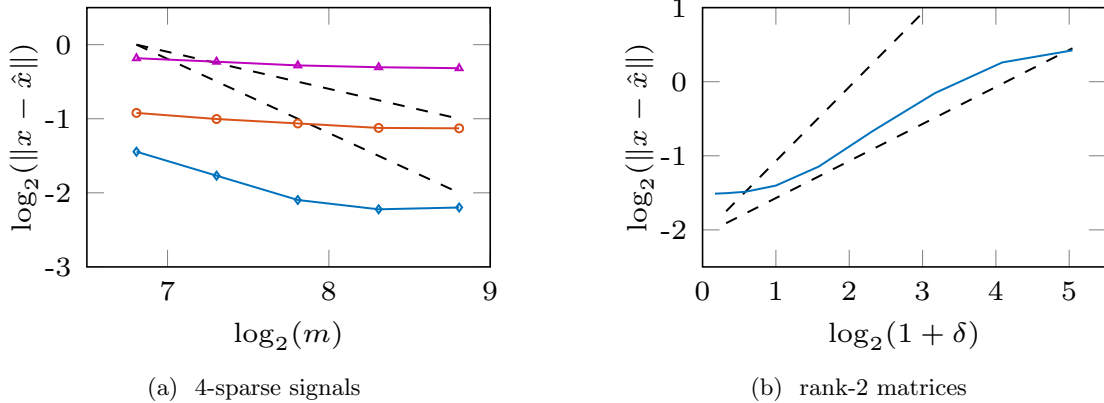 0
-1
-2
-3
7
8
9
log₂(m)
log₂(‖x − x̂‖)
(a) 4-sparse signals
1
0
-1
-2
0
1
2
3
4
5
log₂(1 + δ)
log₂(‖x − x̂‖)
(b) rank-2 matrices